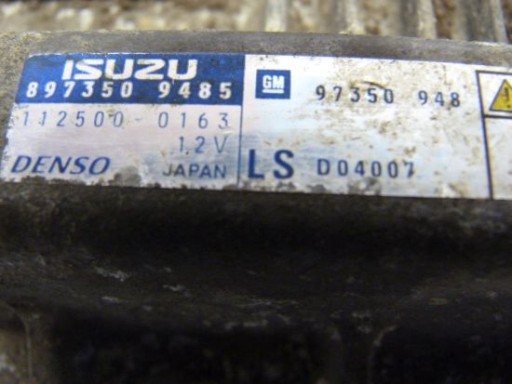 ISUZU
897350 9485
112500-0163
12V
DENSO JAPAN
GM
97350 948
LS D04007